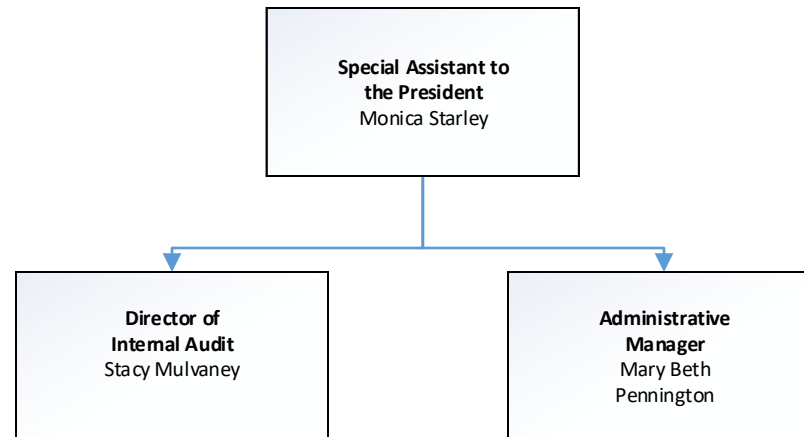 Special Assistant to
the President
Monica Starley
Director of
Internal Audit
Stacy Mulvaney
Administrative
Manager
Mary Beth
Pennington